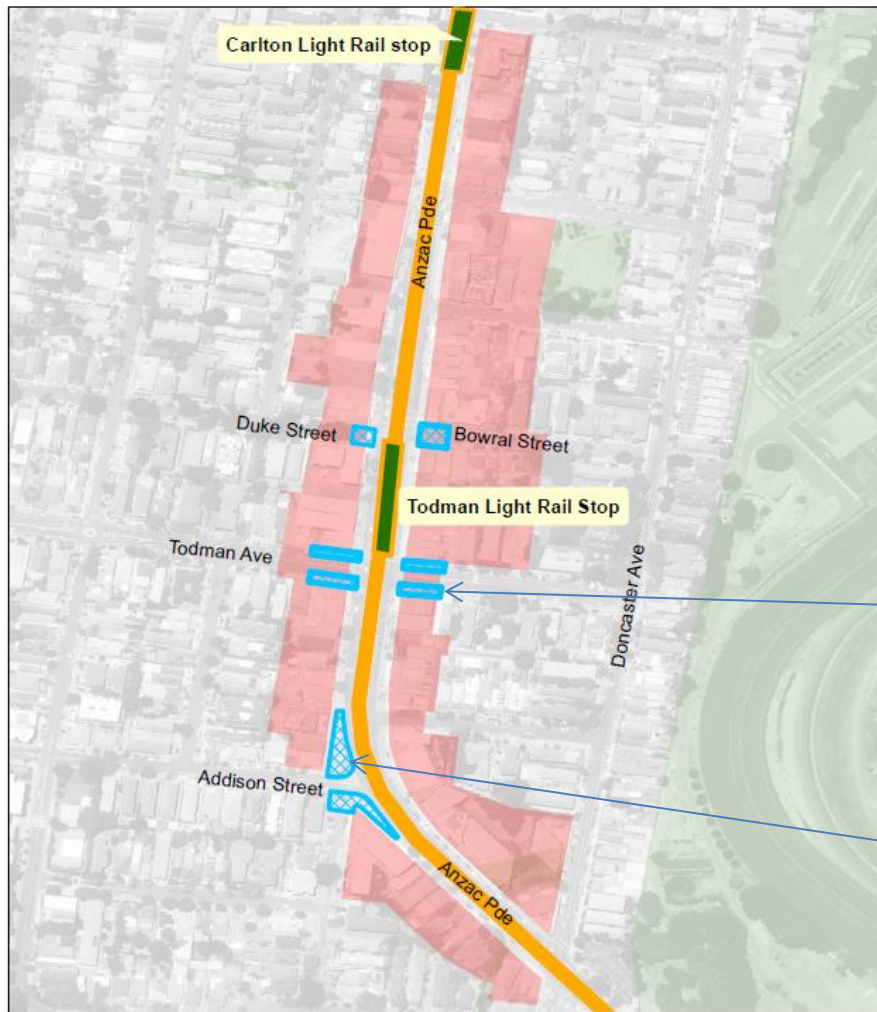 Carlton Light Rail stop
Anzac Pde
Duke Street
Bowral Street
Todman Light Rail Stop
Todman Ave
Doncaster Ave
Addison Street
Anzac Pde